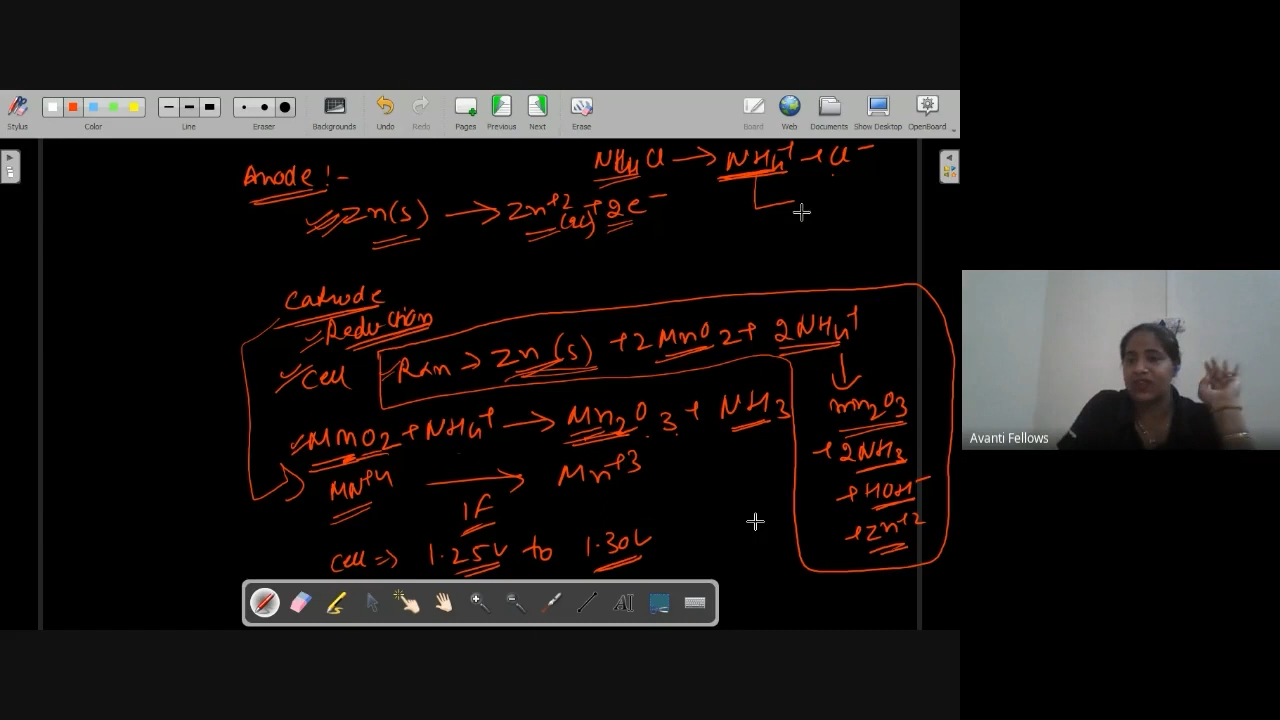 Stylus
Color
Line
Eraser
Backgrounds
Undo
Redo
Pages
Previous
Next
Erase
Board
Web
Documents
Show Desktop
OpenBoard
NH4Cl → NH4+ + Cl-
Anode :-
Zn(s) → Zn+2 (aq) + 2e-
Cathode
Reduction
Cell Rxn → Zn(s) + 2MnO2 + 2NH4+
↓
Mn2O3
+ 2NH3
+ HOH-
+ Zn+2
MnO2 + NH4+ → Mn2O3 + NH3
MN+4 → Mn+3
1F
Cell ⇒ 1.25V to 1.30V
Avanti Fellows